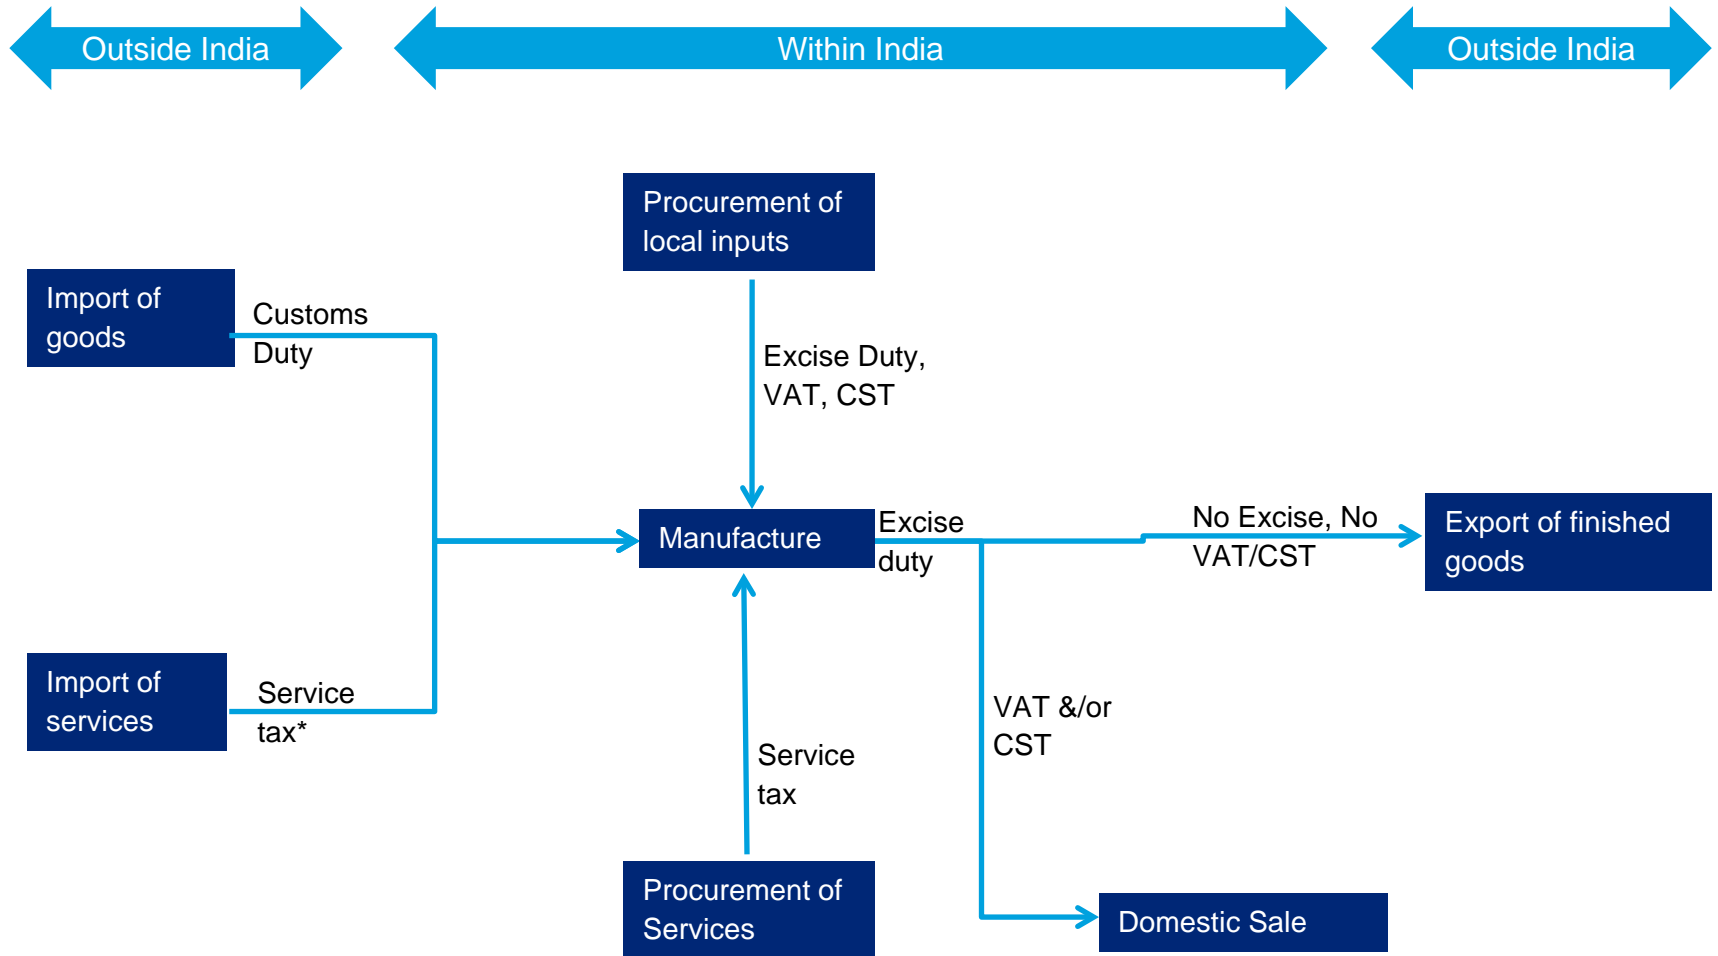 Outside India
Within India
Outside India
Procurement of
local inputs
Import of
goods
Customs
Duty
Excise Duty,
VAT, CST
Manufacture
Excise
duty
No Excise, No
VAT/CST
Export of finished
goods
Import of
services
Service
tax*
Service
tax
VAT &/or
CST
Procurement of
Services
Domestic Sale